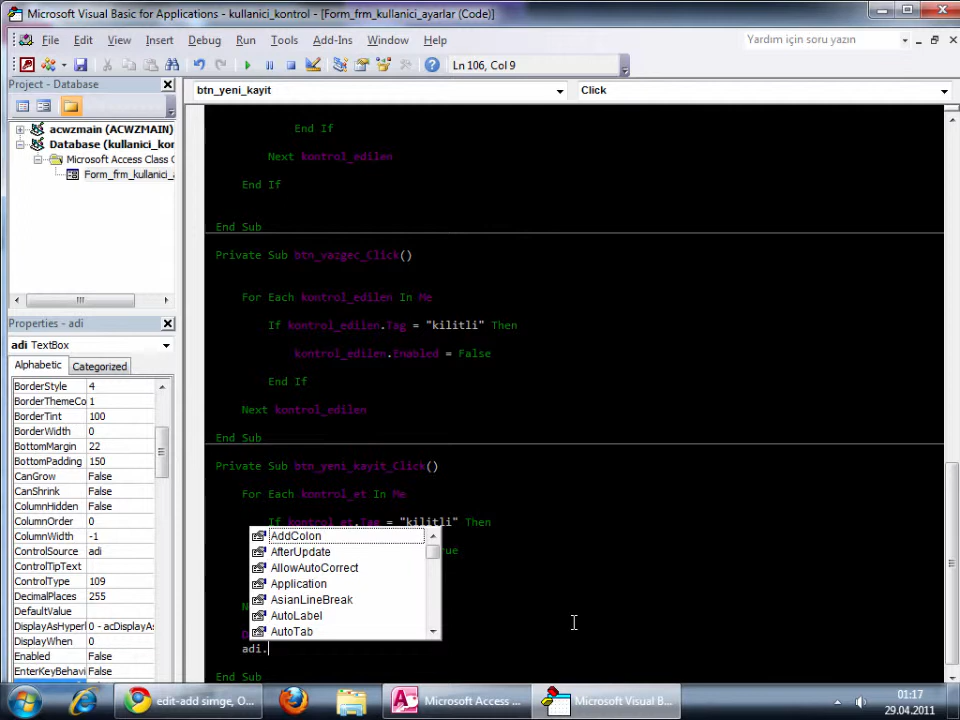 Microsoft Visual Basic for Applications - kullanici_kontrol - [Form_frm_kullanici_ayarlar (Code)]
File Edit View Insert Debug Run Tools Add-Ins Window Help
Yardım için soru yazın
Ln 106, Col 9
Project - Database
btn_yeni_kayit
Click
acwzmain (ACWZMAIN)
Database (kullanici_kor
Microsoft Access Class O
Form_frm_kullanici_a
End If
Next kontrol_edilen
End If
End Sub
Private Sub btn_vazgec_Click()
For Each kontrol_edilen In Me
If kontrol_edilen.Tag = "kilitli" Then
kontrol_edilen.Enabled = False
End If
Next kontrol_edilen
End Sub
Private Sub btn_yeni_kayit_Click()
For Each kontrol_et In Me
If kontrol_et.Tag = "kilitli" Then
adi.
End Sub
AddColon
AfterUpdate
AllowAutoCorrect
Application
AsianLineBreak
AutoLabel
AutoTab
Properties - adi
adi TextBox
Alphabetic Categorized
BorderStyle 4
BorderThemeCo 1
BorderTint 100
BorderWidth 0
BottomMargin 22
BottomPadding 150
CanGrow False
CanShrink False
ColumnHidden False
ColumnOrder 0
ColumnWidth -1
ControlSource adi
ControlTipText
ControlType 109
DecimalPlaces 255
DefaultValue
DisplayAsHyperl 0 - acDisplayAs
DisplayWhen 0
Enabled False
EnterKeyBehavi False
edit-add simge, O...
Microsoft Access ...
Microsoft Visual B...
01:17
29.04.2011